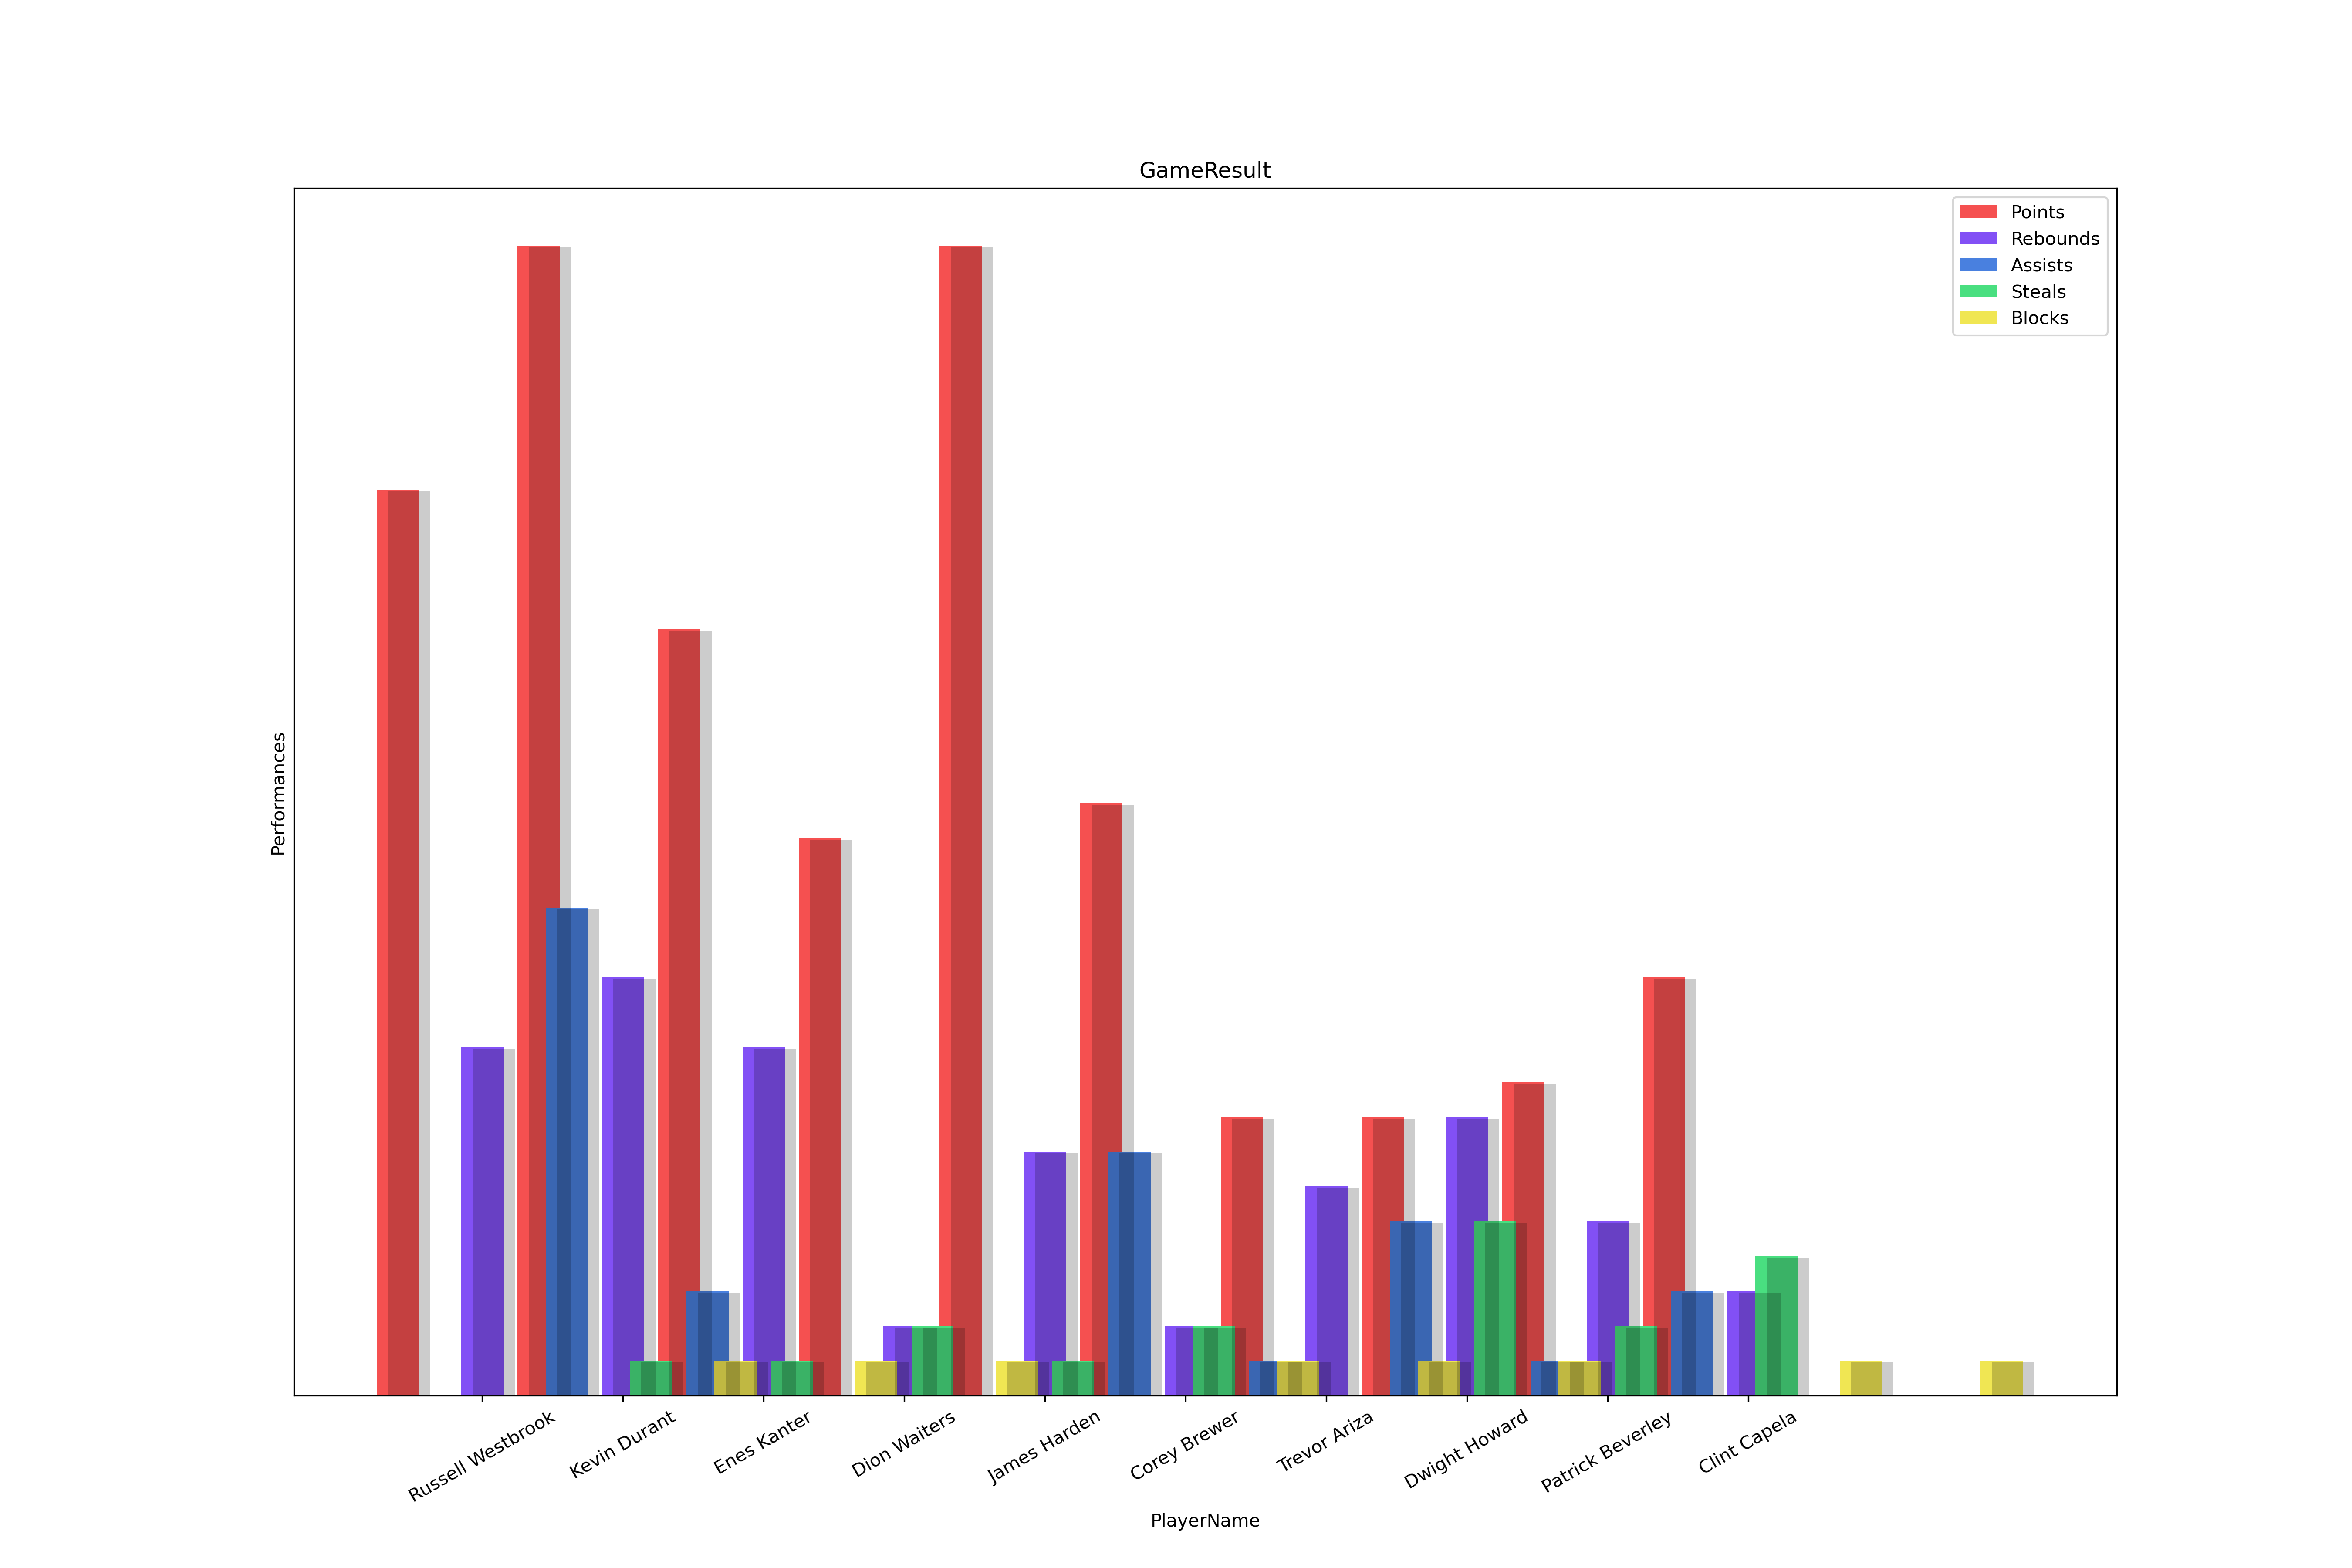 GameResult
Points
Rebounds
Assists
Steals
Blocks
Performances
Russell Westbrook
Kevin Durant
Enes Kanter
Dion Waiters
James Harden
Corey Brewer
Trevor Ariza
Dwight Howard
Patrick Beverley
Clint Capela
PlayerName